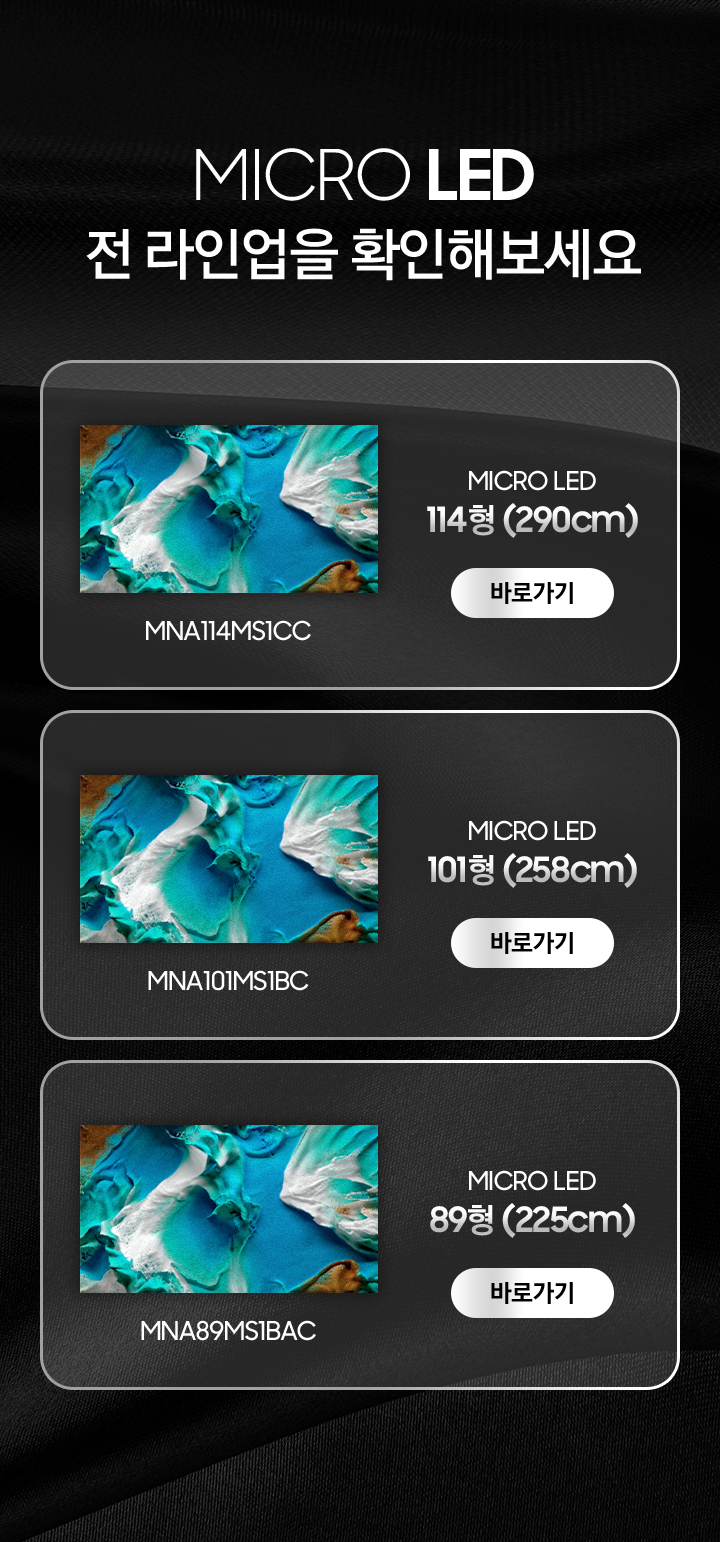 MICRO LED
전 라인업을 확인해보세요
MICRO LED
114형 (290cm)
바로가기
MNA114MS1CC
MICRO LED
101형 (258cm)
바로가기
MNA101MS1BC
MICRO LED
89형 (225cm)
바로가기
MNA89MS1BAC